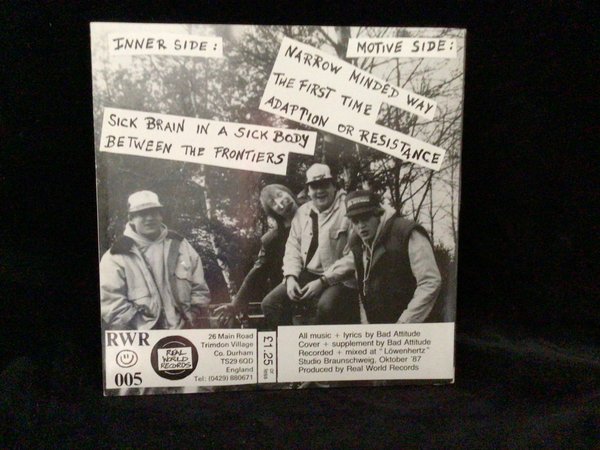 INNER SIDE :
MOTIVE SIDE :
NARROW MINDED WAY
THE FIRST TIME
ADAPTION OR RESISTANCE
SICK BRAIN IN A SICK BODY
BETWEEN THE FRONTIERS
RWR
005
REAL
WORLD
RECORDS
26 Main Road
Trimdon Village
Co. Durham
TS29 6QD
England
Tel: (0429) 880671
£1.25
or less
All music + lyrics by Bad Attitude
Cover + supplement by Bad Attitude
Recorded + mixed at "Löwenhertz"
Studio Braunschweig, Oktober '87
Produced by Real World Records